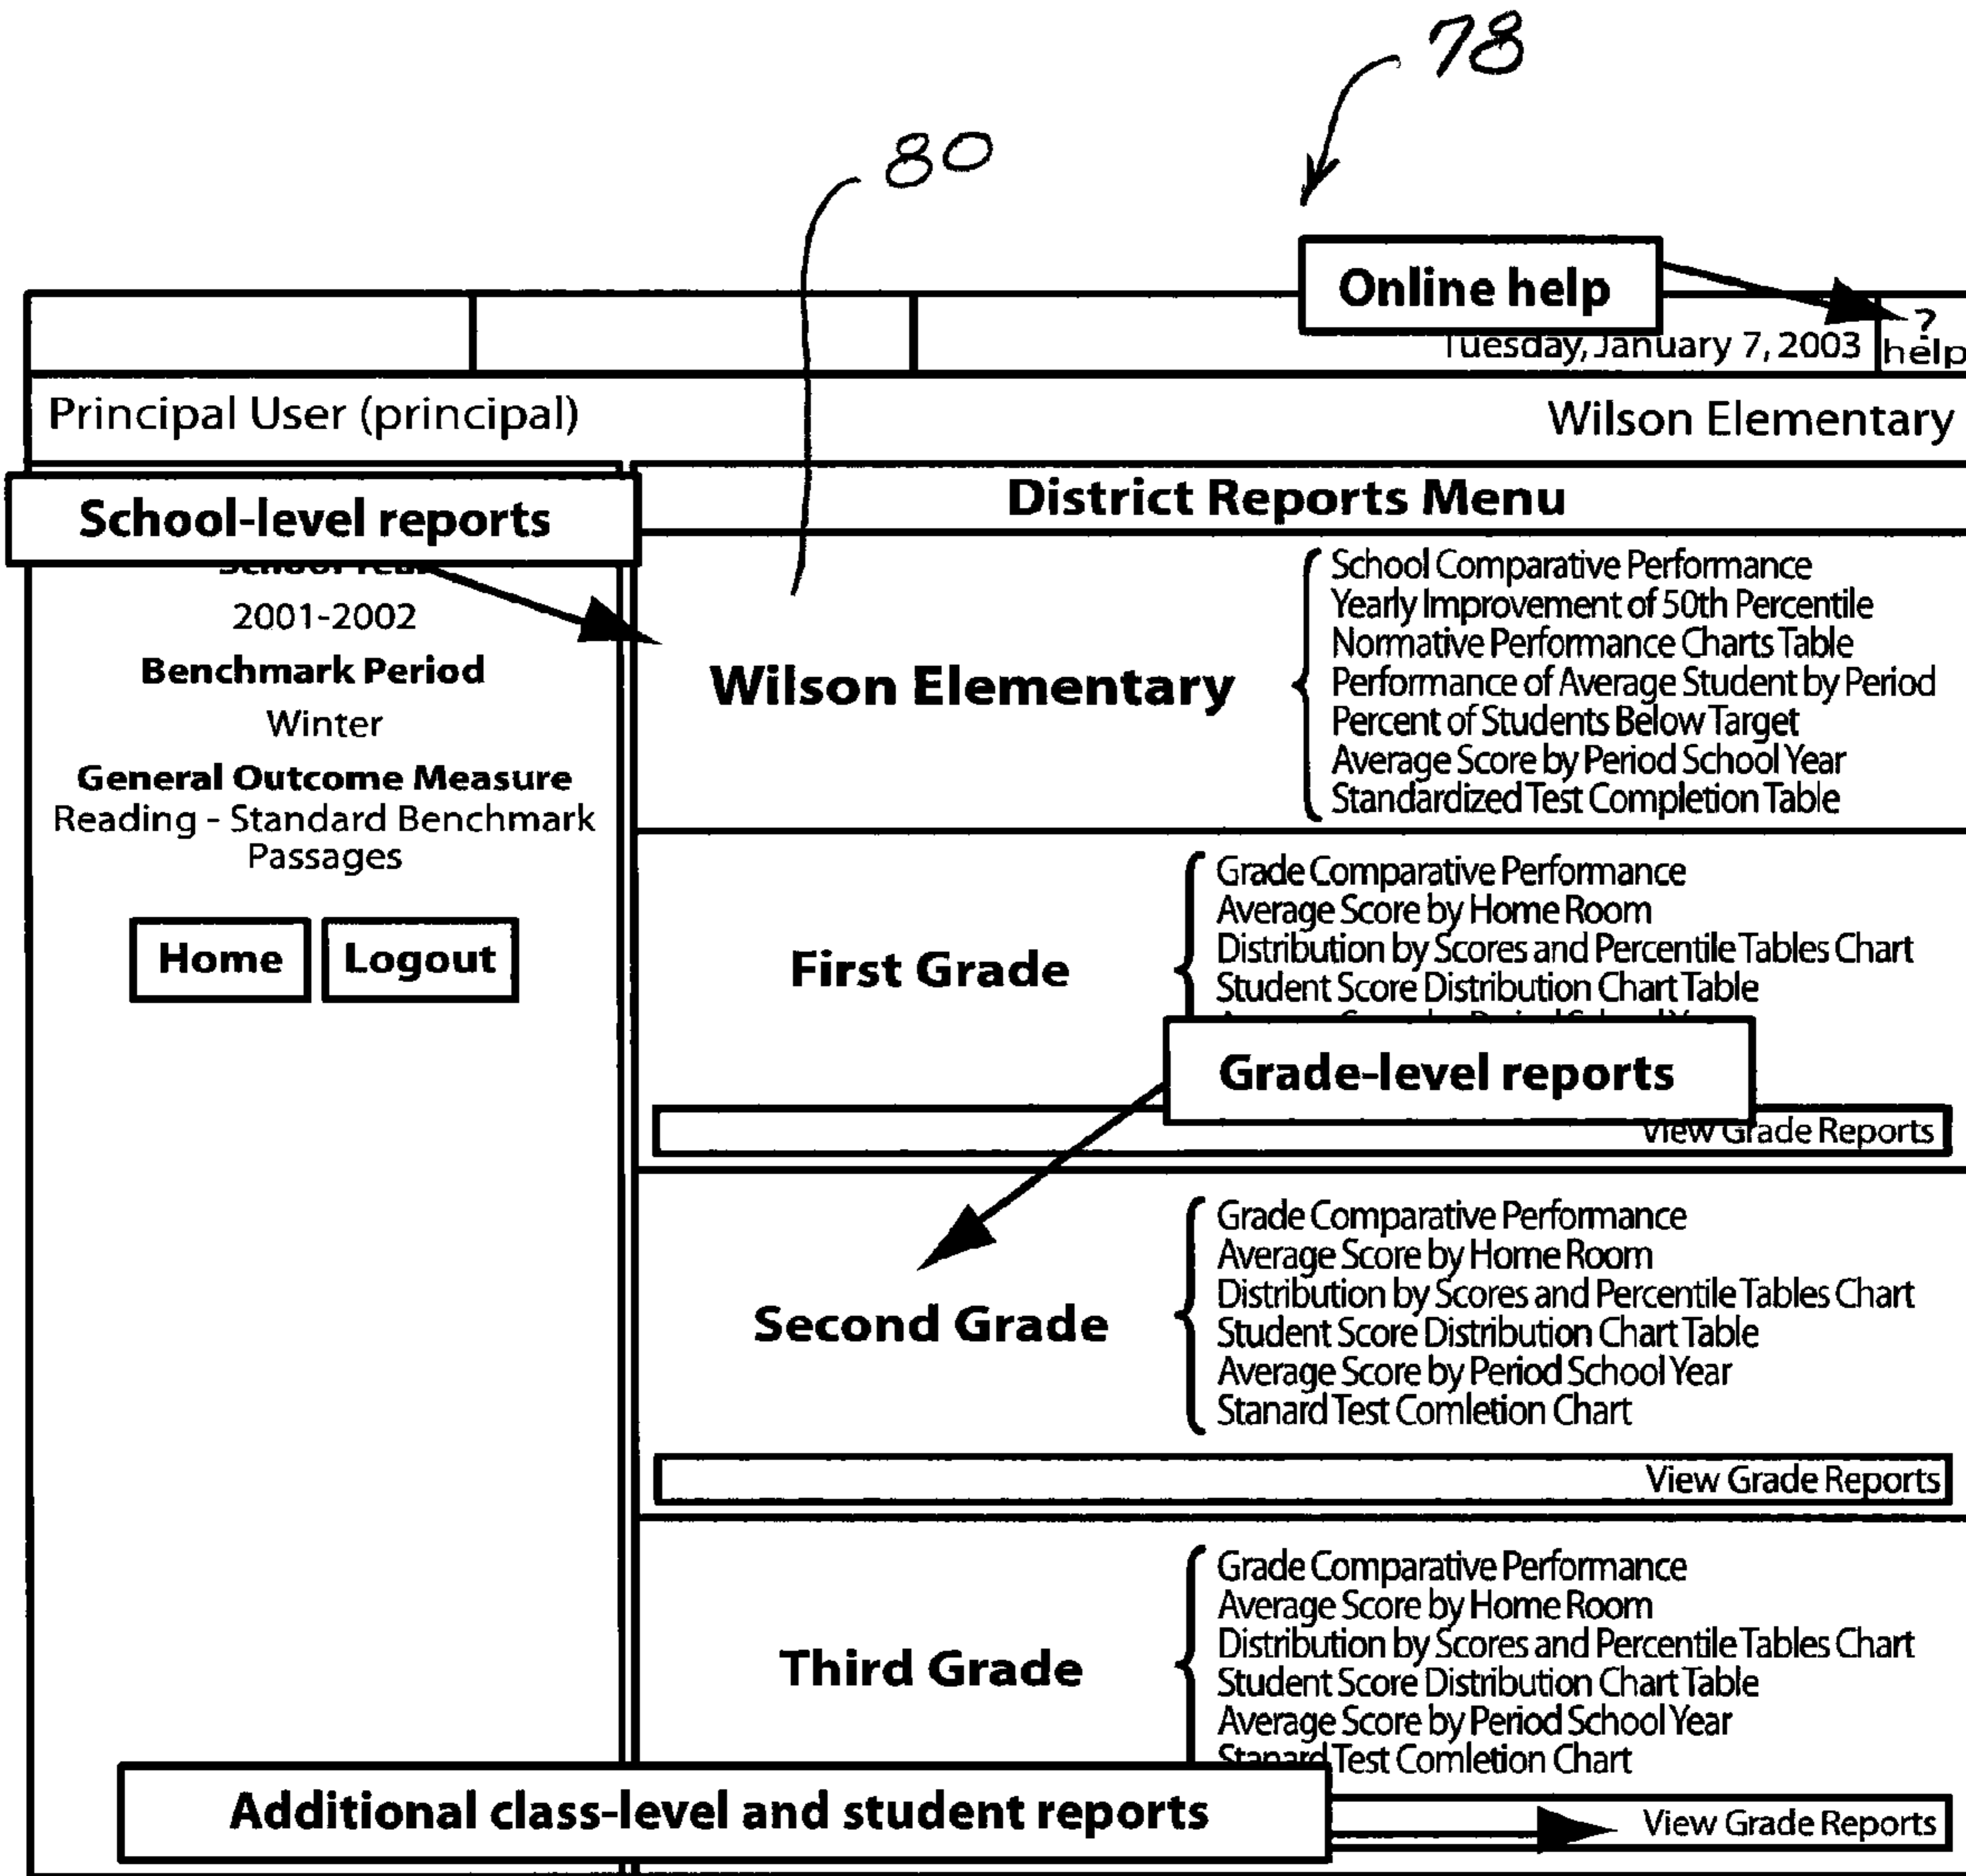 78
80
Online help
Tuesday, January 7, 2003
?
help
Principal User (principal)
Wilson Elementary
School-level reports
District Reports Menu
School Year
2001-2002
Benchmark Period
Winter
General Outcome Measure
Reading - Standard Benchmark
Passages
Home
Logout
Wilson Elementary
School Comparative Performance
Yearly Improvement of 50th Percentile
Normative Performance Charts Table
Performance of Average Student by Period
Percent of Students Below Target
Average Score by Period School Year
Standardized Test Completion Table
First Grade
Grade Comparative Performance
Average Score by Home Room
Distribution by Scores and Percentile Tables Chart
Student Score Distribution Chart Table
Grade-level reports
View Grade Reports
Second Grade
Grade Comparative Performance
Average Score by Home Room
Distribution by Scores and Percentile Tables Chart
Student Score Distribution Chart Table
Average Score by Period School Year
Stanard Test Comletion Chart
View Grade Reports
Third Grade
Grade Comparative Performance
Average Score by Home Room
Distribution by Scores and Percentile Tables Chart
Student Score Distribution Chart Table
Average Score by Period School Year
Stanard Test Comletion Chart
Additional class-level and student reports
View Grade Reports